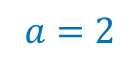 a = 2